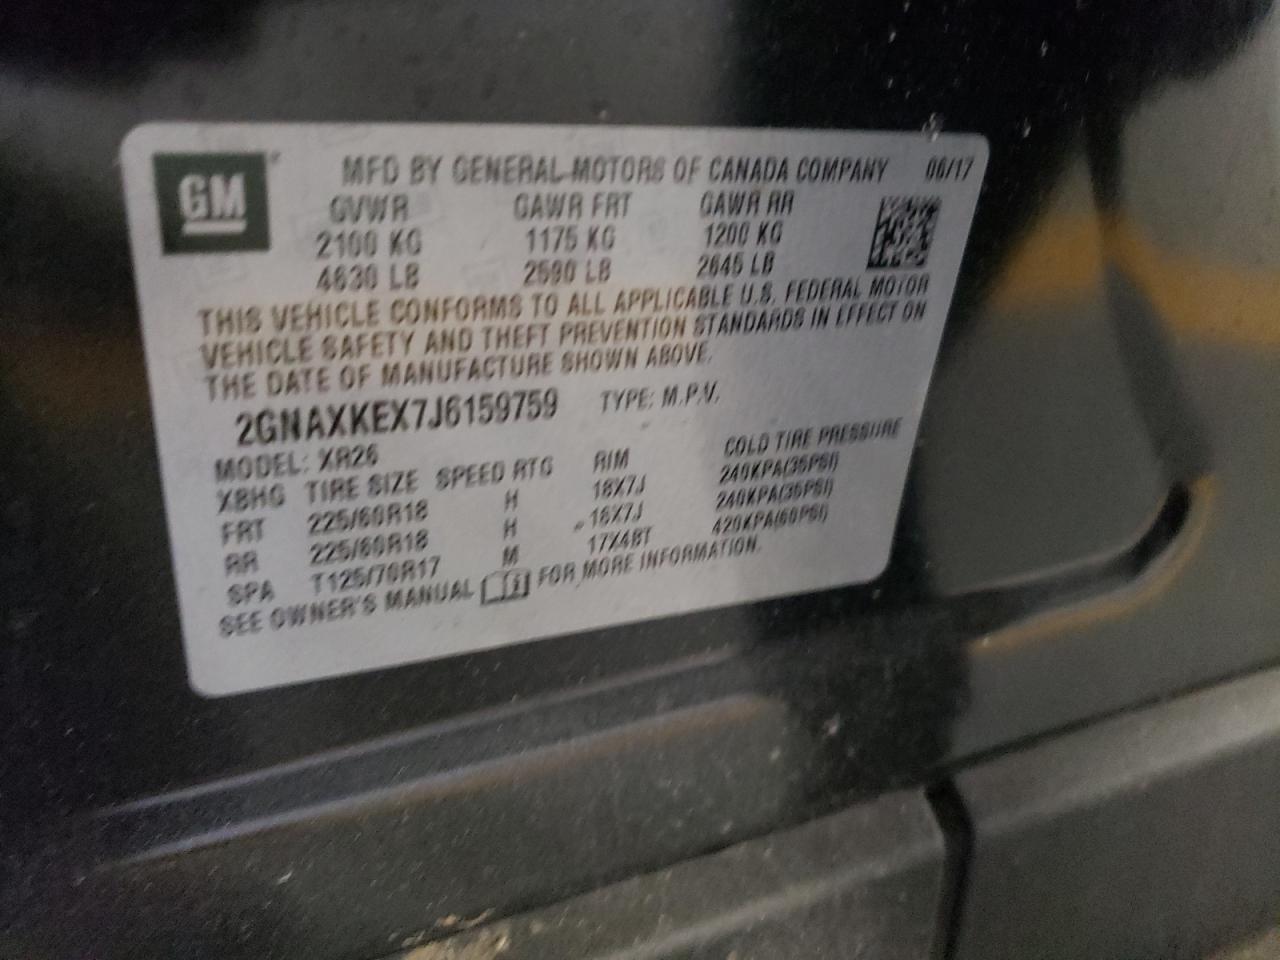 GM
MFD BY GENERAL MOTORS OF CANADA COMPANY 06/17
GVWR GAWR FRT GAWR RR
2100 KG 1175 KG 1200 KG
4630 LB 2590 LB 2645 LB
THIS VEHICLE CONFORMS TO ALL APPLICABLE U.S. FEDERAL MOTOR
VEHICLE SAFETY AND THEFT PREVENTION STANDARDS IN EFFECT ON
THE DATE OF MANUFACTURE SHOWN ABOVE.
2GNAXKEX7J6159759 TYPE: M.P.V.
MODEL: XR26
XBHG TIRE SIZE SPEED RTG RIM COLD TIRE PRESSURE
FRT 225/60R18 H 18X7J 240KPA(35PSI)
RR 225/60R18 H 18X7J 240KPA(35PSI)
SPA T125/70R17 M 17X4BT 420KPA(60PSI)
SEE OWNER'S MANUAL FOR MORE INFORMATION.